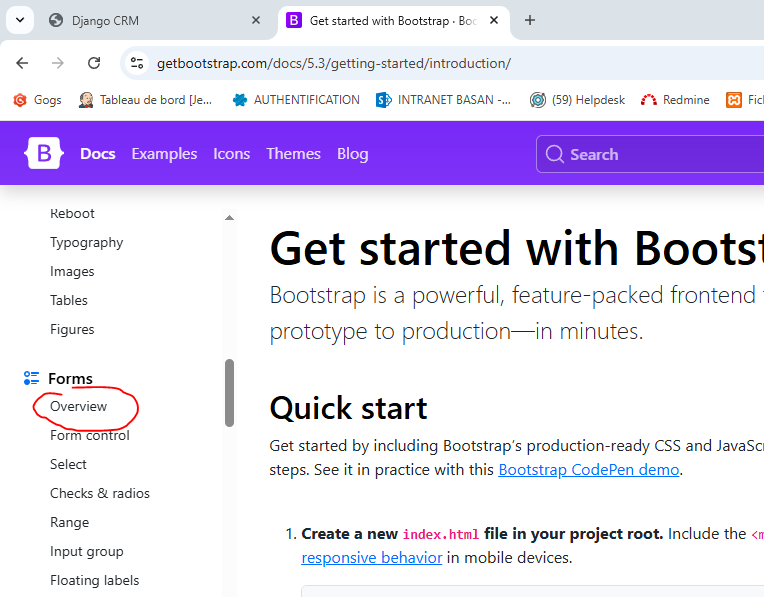 Django CRM
Get started with Bootstrap · Boo
getbootstrap.com/docs/5.3/getting-started/introduction/
Gogs
Tableau de bord [Je...
AUTHENTIFICATION
INTRANET BASAN -...
(59) Helpdesk
Redmine
Fich
B Docs Examples Icons Themes Blog
Search
Reboot
Typography
Images
Tables
Figures
Forms
Overview
Form control
Select
Checks & radios
Range
Input group
Floating labels
Get started with Bootst
Bootstrap is a powerful, feature-packed frontend
prototype to production—in minutes.
Quick start
Get started by including Bootstrap’s production-ready CSS and JavaScr
steps. See it in practice with this Bootstrap CodePen demo.
1. Create a new index.html file in your project root. Include the <m
responsive behavior in mobile devices.